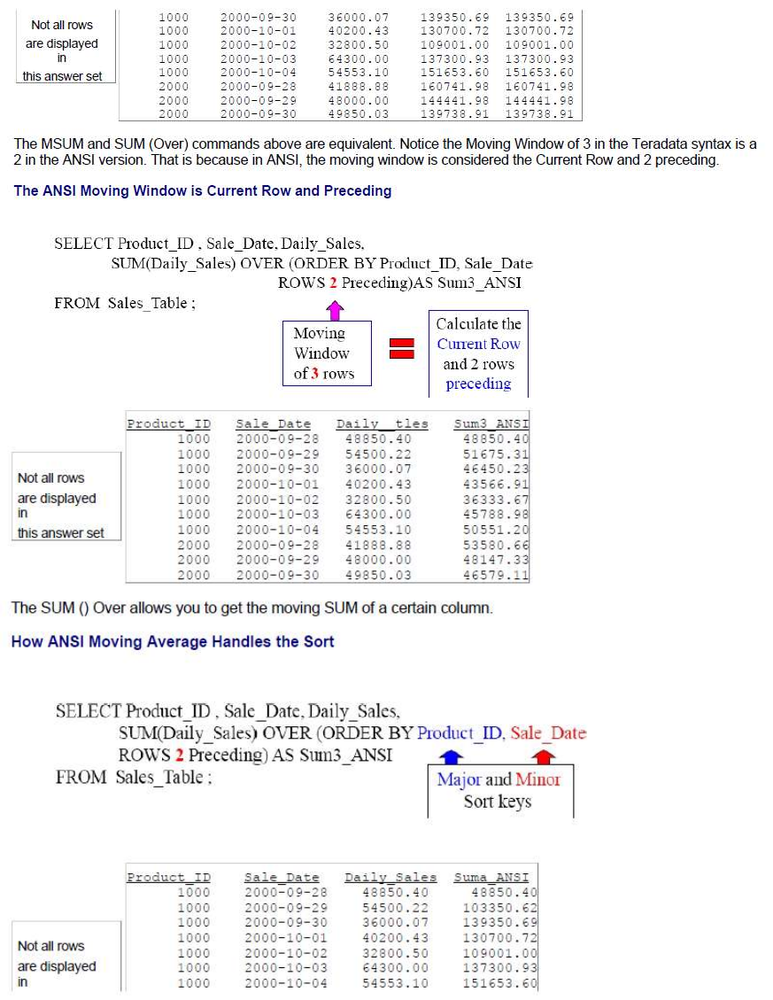 Not all rows
are displayed
in
this answer set
1000 2000-09-30 36000.07 139350.69 139350.69
1000 2000-10-01 40200.43 130700.72 130700.72
1000 2000-10-02 32800.50 109001.00 109001.00
1000 2000-10-03 64300.00 137300.93 137300.93
1000 2000-10-04 54553.10 151653.60 151653.60
2000 2000-09-28 41888.88 160741.98 160741.98
2000 2000-09-29 48000.00 144441.98 144441.98
2000 2000-09-30 49850.03 139738.91 139738.91
The MSUM and SUM (Over) commands above are equivalent. Notice the Moving Window of 3 in the Teradata syntax is a
2 in the ANSI version. That is because in ANSI, the moving window is considered the Current Row and 2 preceding.
The ANSI Moving Window is Current Row and Preceding
SELECT Product_ID , Sale_Date, Daily_Sales,
SUM(Daily_Sales) OVER (ORDER BY Product_ID, Sale_Date
ROWS 2 Preceding)AS Sum3_ANSI
FROM Sales_Table ;
Moving
Window
of 3 rows
Calculate the
Current Row
and 2 rows
preceding
Product_ID Sale_Date Daily__tles Sum3_ANSI
1000 2000-09-28 48850.40 48850.40
1000 2000-09-29 54500.22 51675.31
1000 2000-09-30 36000.07 46450.23
1000 2000-10-01 40200.43 43566.91
1000 2000-10-02 32800.50 36333.67
1000 2000-10-03 64300.00 45788.98
1000 2000-10-04 54553.10 50551.20
2000 2000-09-28 41888.88 53580.66
2000 2000-09-29 48000.00 48147.33
2000 2000-09-30 49850.03 46579.11
Not all rows
are displayed
in
this answer set
The SUM () Over allows you to get the moving SUM of a certain column.
How ANSI Moving Average Handles the Sort
SELECT Product_ID , Sale_Date, Daily_Sales,
SUM(Daily_Sales) OVER (ORDER BY Product_ID, Sale_Date
ROWS 2 Preceding) AS Sum3_ANSI
FROM Sales_Table ;
Major and Minor
Sort keys
Product_ID Sale_Date Daily_Sales Suma_ANSI
1000 2000-09-28 48850.40 48850.40
1000 2000-09-29 54500.22 103350.62
1000 2000-09-30 36000.07 139350.69
1000 2000-10-01 40200.43 130700.72
1000 2000-10-02 32800.50 109001.00
1000 2000-10-03 64300.00 137300.93
1000 2000-10-04 54553.10 151653.60
Not all rows
are displayed
in